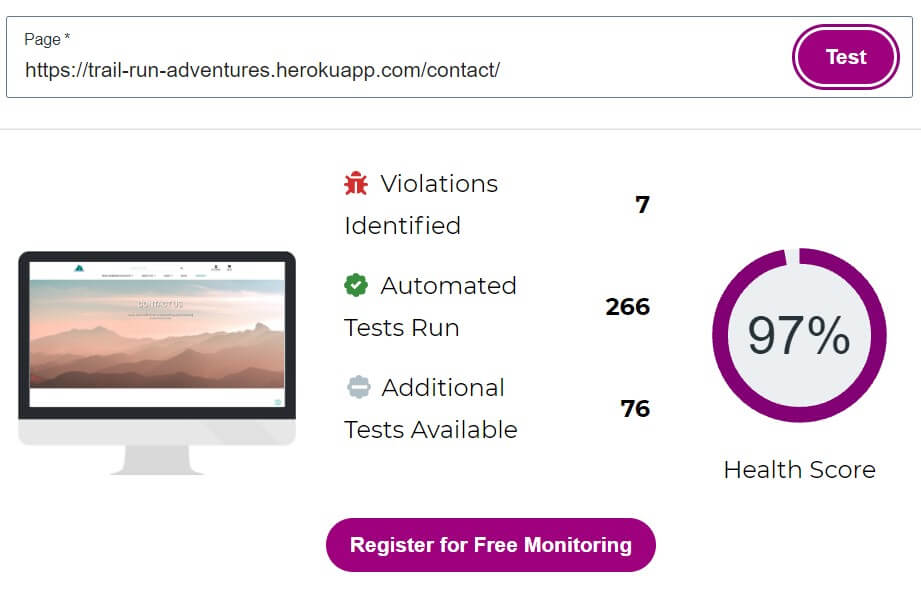 Page *
https://trail-run-adventures.herokuapp.com/contact/
Test
Violations
Identified
7
Automated
Tests Run
266
Additional
Tests Available
76
CONTACT US
97%
Health Score
Register for Free Monitoring